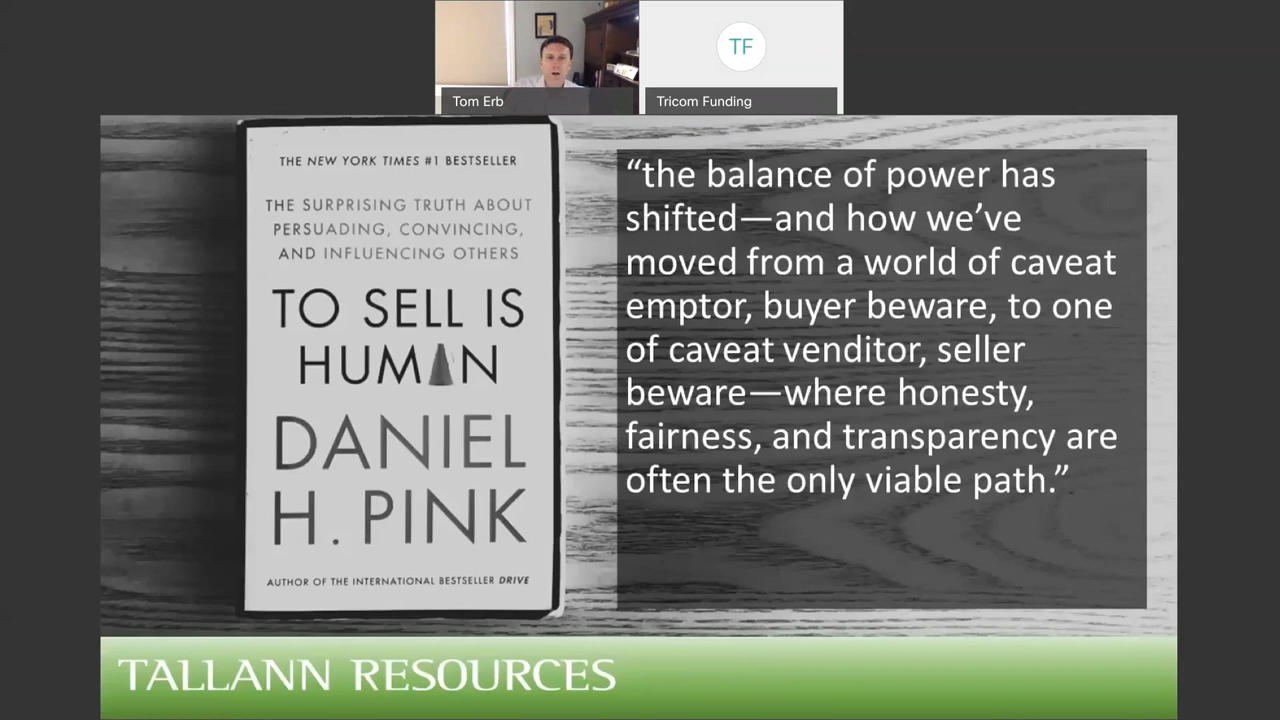 TF
Tom Erb
Tricom Funding
THE NEW YORK TIMES #1 BESTSELLER
THE SURPRISING TRUTH ABOUT
PERSUADING, CONVINCING,
AND INFLUENCING OTHERS
TO SELL IS
HUMAN
DANIEL
H. PINK
AUTHOR OF THE INTERNATIONAL BESTSELLER DRIVE
“the balance of power has
shifted—and how we’ve
moved from a world of caveat
emptor, buyer beware, to one
of caveat venditor, seller
beware—where honesty,
fairness, and transparency are
often the only viable path.”
TALLANN RESOURCES